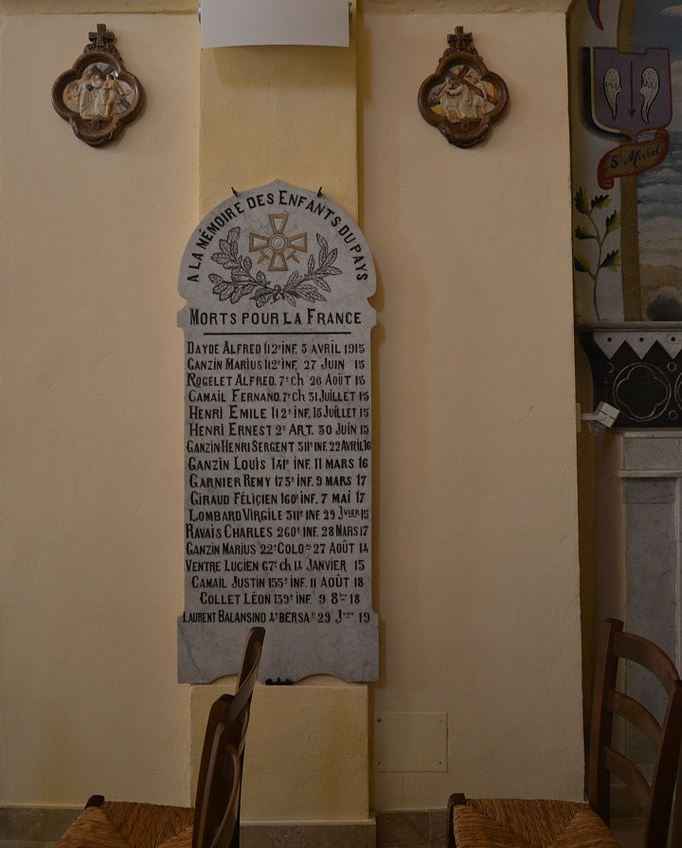 A LA MÉMOIRE DES ENFANTS DU PAYS
MORTS POUR LA FRANCE
DAYDE ALFRED 112E INF. 3 AVRIL 1915
GANZIN MARIUS 112E INF. 27 JUIN 15
ROGELET ALFRED. 7E CH 26 AOÛT 15
CAMAIL FERNAND. 7E CH 31 JUILLET 15
HENRI EMILE 112E INF. 15 JUILLET 15
HENRI ERNEST 2E ART. 30 JUIN 15
GANZIN HENRI SERGENT 311E INF. 22 AVRIL 16
GANZIN LOUIS 141E INF. 11 MARS 16
GARNIER REMY 173E INF. 9 MARS 17
GIRAUD FÉLIÇIEN 160E INF. 7 MAI 17
LOMBARD VIRGILE 311E INF. 29 JVIER 15
RAVAIS CHARLES 260E INF. 28 MARS 17
GANZIN MARIUS 22E COLO 27 AOÛT 14
VENTRE LUCIEN 67E CH 14 JANVIER 15
CAMAIL JUSTIN 155E INF. 11 AOÛT 18
COLLET LÉON 139E INF. 9 8BRE 18
LAURENT BALANSINO BERSA 29 19
St Michel